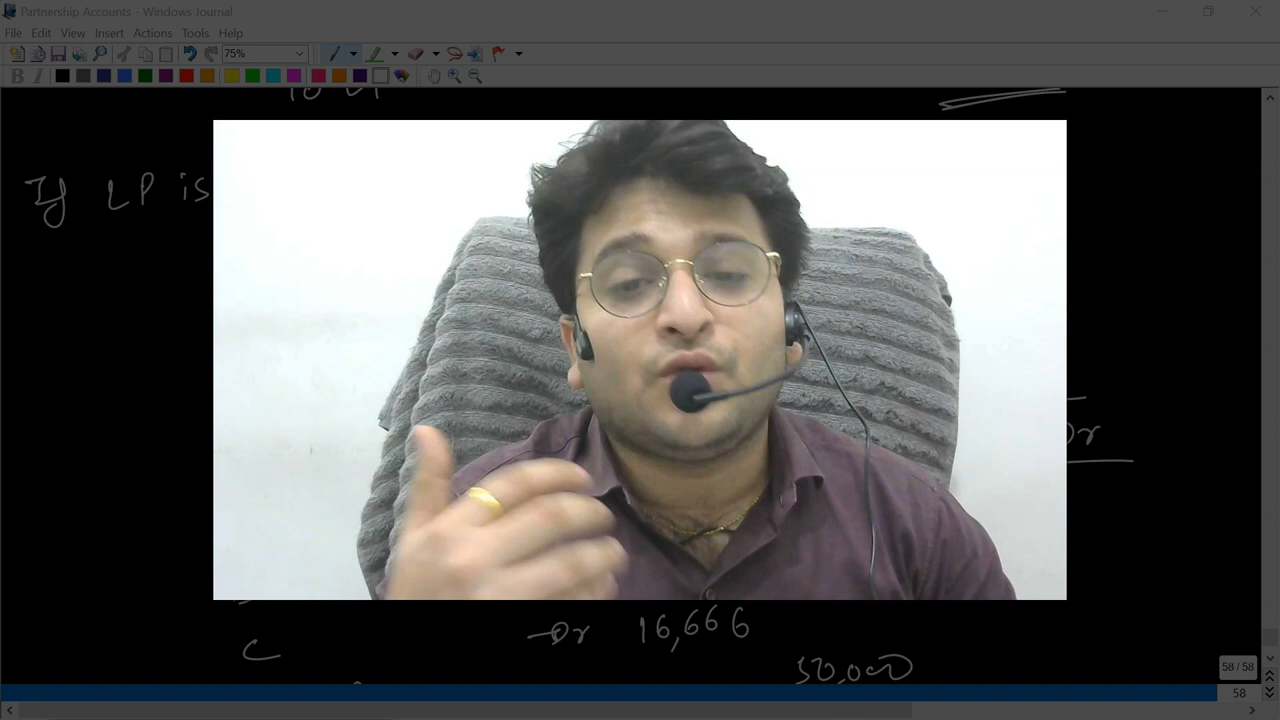 Partnership Accounts - Windows Journal
File Edit View Insert Actions Tools Help
75%
B I
If LP is
Dr
C
Dr 16,666
50,000
58 / 58
58